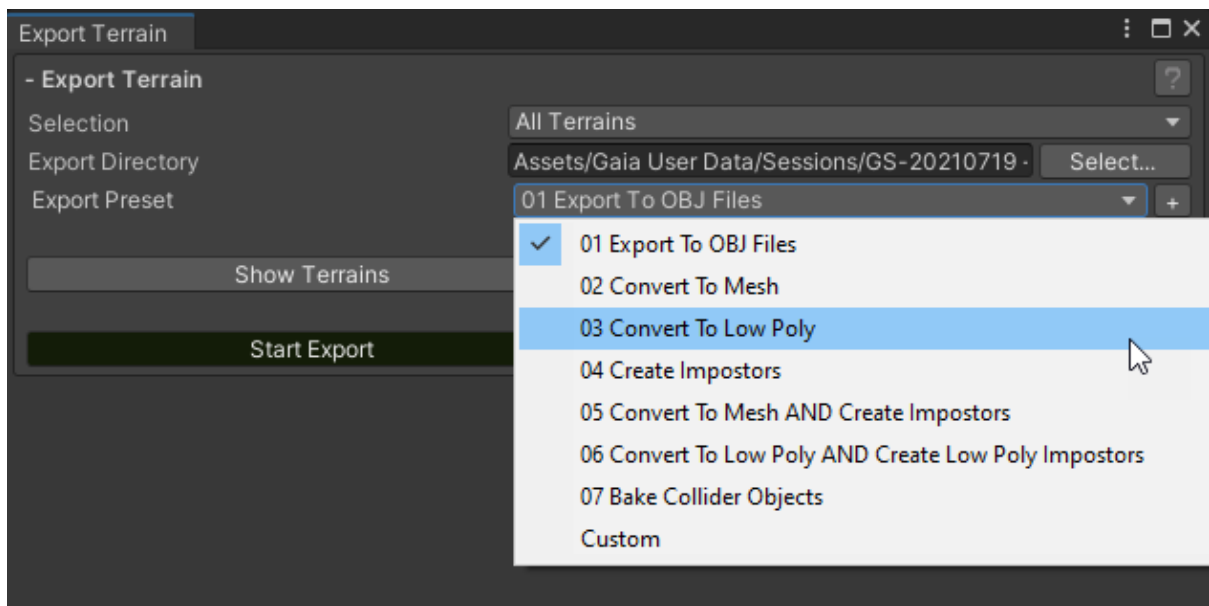 Export Terrain
- Export Terrain
?
Selection All Terrains
Export Directory Assets/Gaia User Data/Sessions/GS-20210719 - Select...
Export Preset 01 Export To OBJ Files +
01 Export To OBJ Files
Show Terrains
02 Convert To Mesh
03 Convert To Low Poly
Start Export
04 Create Impostors
05 Convert To Mesh AND Create Impostors
06 Convert To Low Poly AND Create Low Poly Impostors
07 Bake Collider Objects
Custom